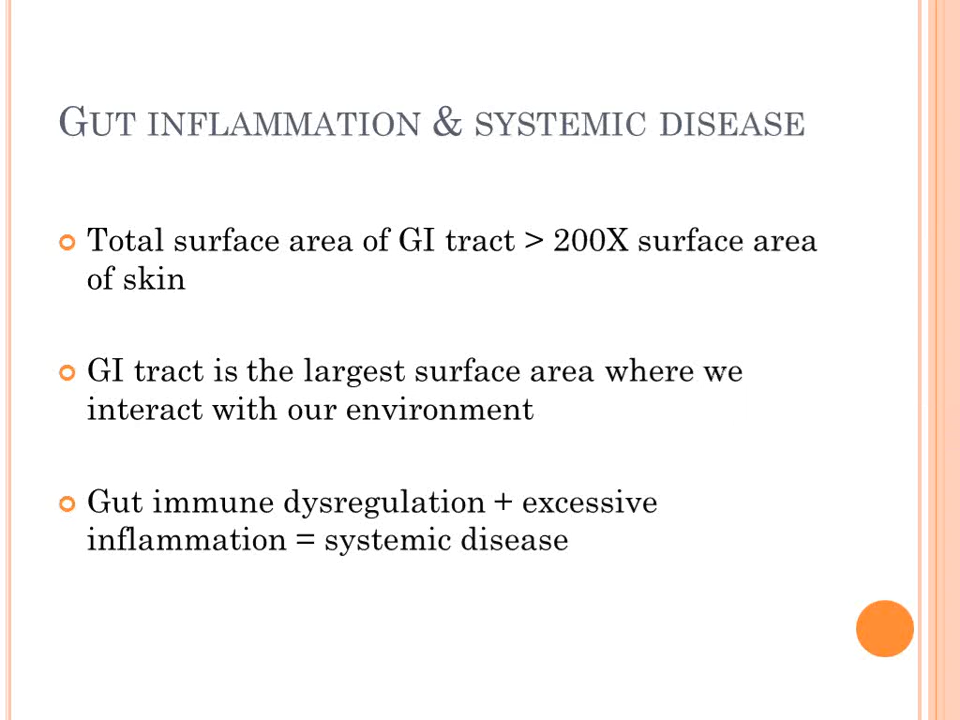 GUT INFLAMMATION & SYSTEMIC DISEASE
Total surface area of GI tract > 200X surface area
of skin
GI tract is the largest surface area where we
interact with our environment
Gut immune dysregulation + excessive
inflammation = systemic disease